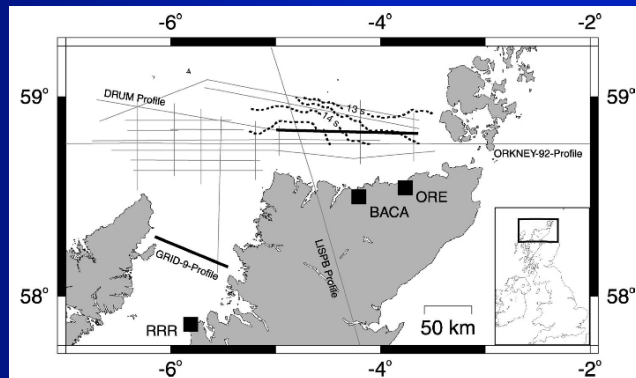 -6° -4° -2°
DRUM Profile
13 s
14 s
59°
59°
ORKNEY-92-Profile
ORE
BACA
LISPB Profile
GRID-9-Profile
58°
58°
RRR
50 km
-6° -4° -2°